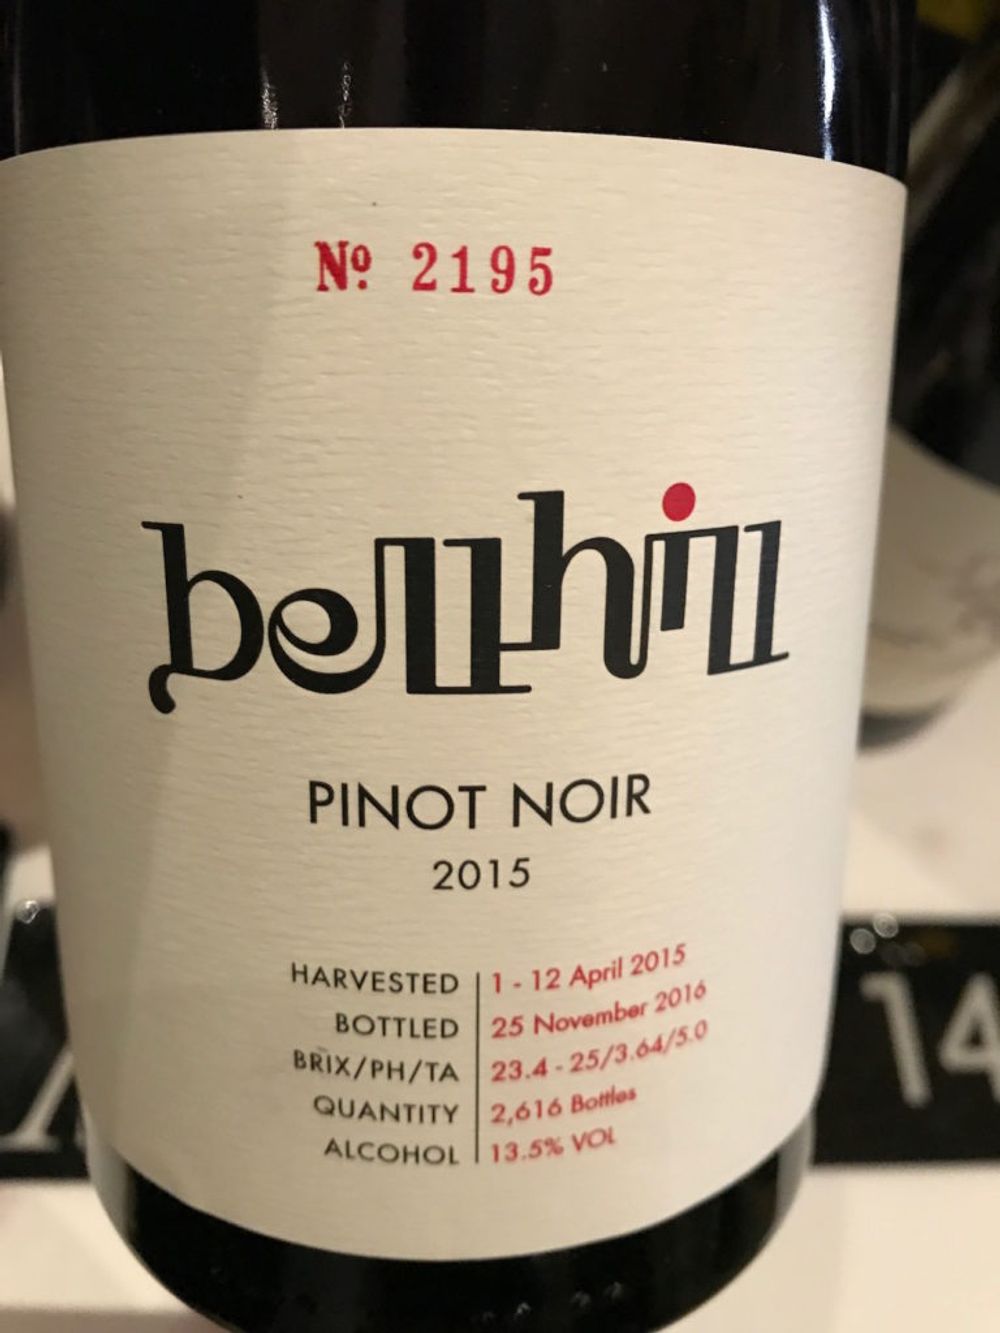 Nº 2195
bellhill
PINOT NOIR
2015
HARVESTED 1 - 12 April 2015
BOTTLED 25 November 2016
BRIX/PH/TA 23.4 - 25/3.64/5.0
QUANTITY 2,616 Bottles
ALCOHOL 13.5% VOL
14